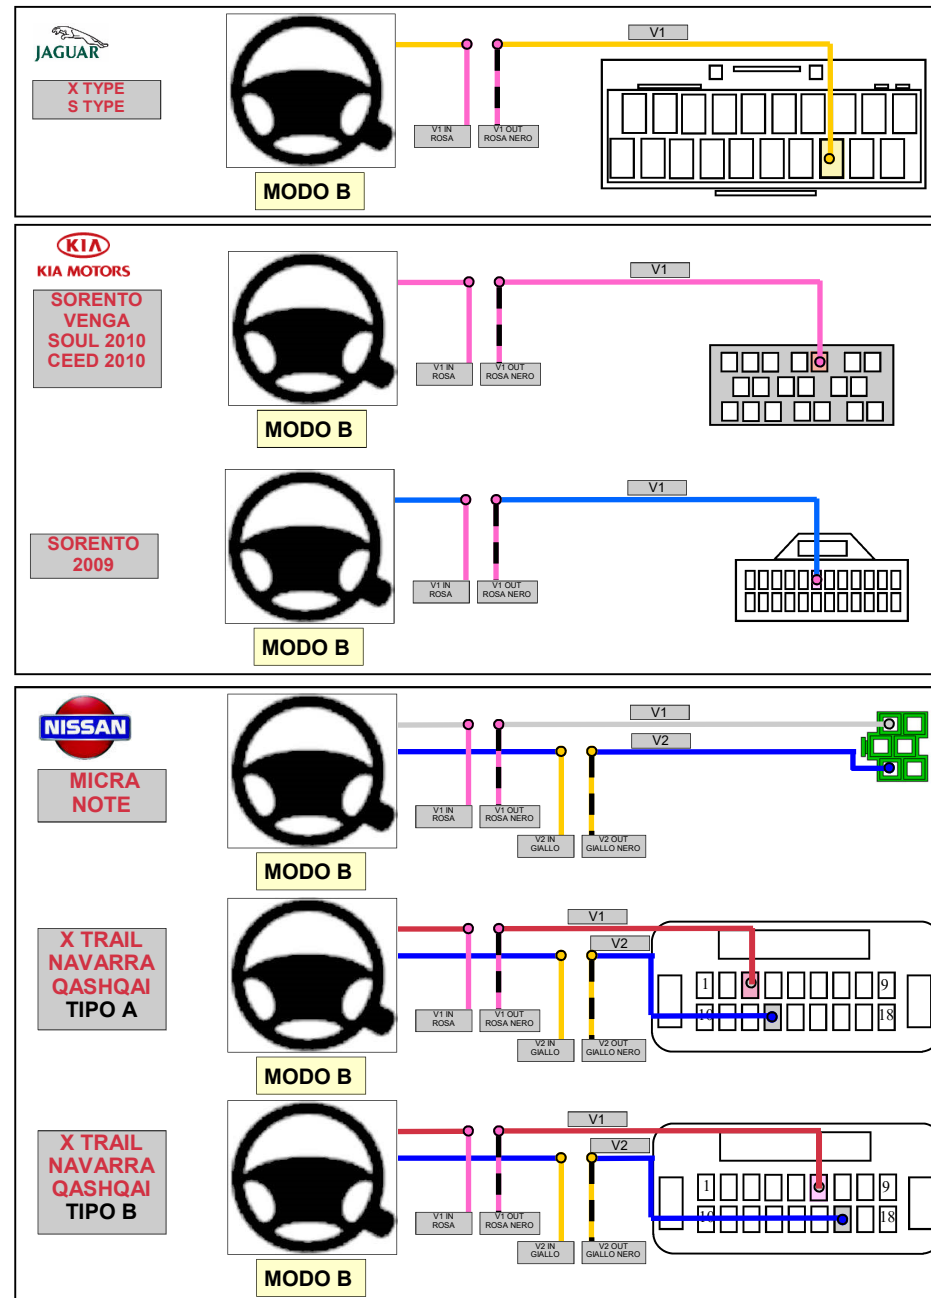 JAGUAR
X TYPE
S TYPE
V1
V1 IN
ROSA
V1 OUT
ROSA NERO
MODO B
KIA
KIA MOTORS
SORENTO
VENGA
SOUL 2010
CEED 2010
V1
V1 IN
ROSA
V1 OUT
ROSA NERO
MODO B
SORENTO
2009
V1
V1 IN
ROSA
V1 OUT
ROSA NERO
MODO B
NISSAN
MICRA
NOTE
V1
V2
V1 IN
ROSA
V1 OUT
ROSA NERO
V2 IN
GIALLO
V2 OUT
GIALLO NERO
MODO B
X TRAIL
NAVARRA
QASHQAI
TIPO A
V1
V2
1
9
10
18
V1 IN
ROSA
V1 OUT
ROSA NERO
V2 IN
GIALLO
V2 OUT
GIALLO NERO
MODO B
X TRAIL
NAVARRA
QASHQAI
TIPO B
V1
V2
1
9
10
18
V1 IN
ROSA
V1 OUT
ROSA NERO
V2 IN
GIALLO
V2 OUT
GIALLO NERO
MODO B